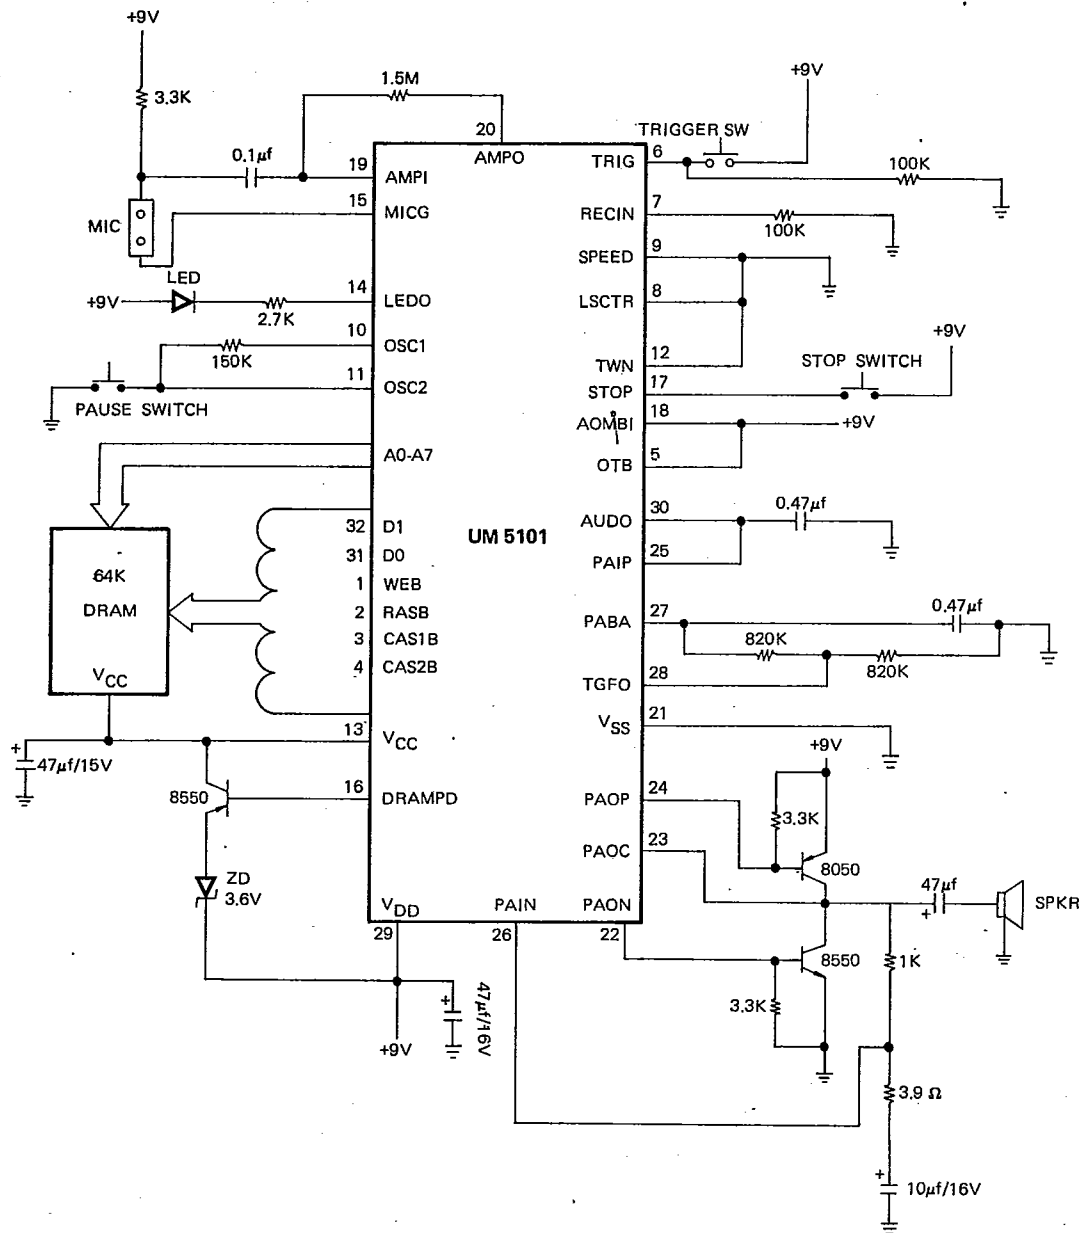 +9V
3.3K
1.5M
20
AMPO
0.1µf
19
AMPI
15
MICG
MIC
LED
+9V
14
LEDO
2.7K
10
OSC1
150K
11
OSC2
PAUSE SWITCH
A0-A7
64K
DRAM
VCC
32 D1
31 D0
1 WEB
2 RASB
3 CAS1B
4 CAS2B
13
VCC
47µf/15V
8550
16
DRAMPD
ZD
3.6V
VDD
29
+9V
47µf/16V
PAIN
26
UM 5101
TRIGGER SW
+9V
TRIG
6
100K
RECIN
7
100K
SPEED
9
LSCTR
8
TWN
12
STOP
17
STOP SWITCH
+9V
AOMBI
18
+9V
OTB
5
AUDO
30
0.47µf
PAIP
25
PABA
27
0.47µf
820K
820K
TGFO
28
VSS
21
+9V
PAOP
24
3.3K
PAOC
23
8050
47µf
SPKR
PAON
22
8550
3.3K
1K
3.9 Ω
10µf/16V